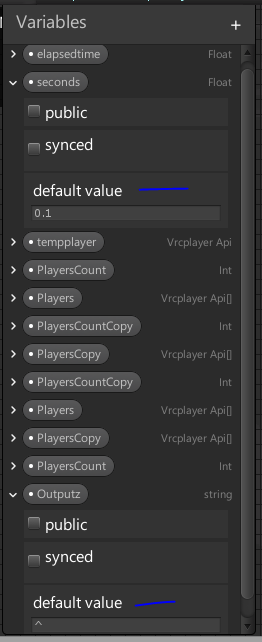 Variables +
elapsedtime Float
seconds Float
public
synced
default value
0.1
tempplayer Vrcplayer Api
PlayersCount Int
Players Vrcplayer Api[]
PlayersCountCopy Int
PlayersCopy Vrcplayer Api[]
PlayersCountCopy Int
Players Vrcplayer Api[]
PlayersCopy Vrcplayer Api[]
PlayersCount Int
Outputz string
public
synced
default value
^